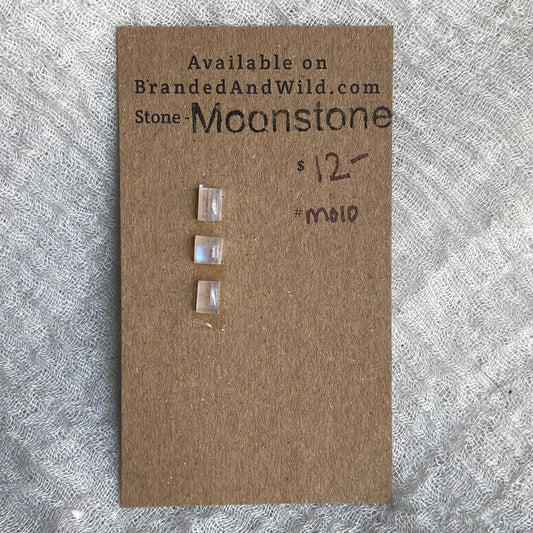 Available on
BrandedAndWild.com
Stone - Moonstone
$ 12-
# M010